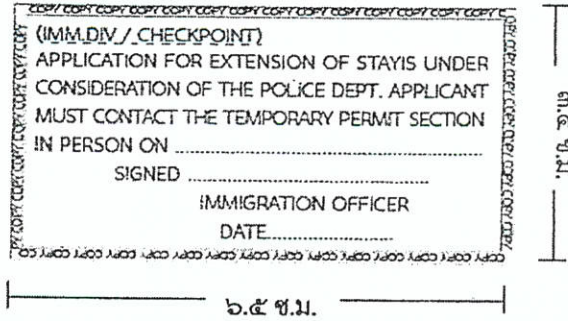 (IMM.DIV./ CHECKPOINT)
APPLICATION FOR EXTENSION OF STAYIS UNDER
CONSIDERATION OF THE POLICE DEPT. APPLICANT
MUST CONTACT THE TEMPORARY PERMIT SECTION
IN PERSON ON ........................................
SIGNED ........................................
IMMIGRATION OFFICER
DATE........................
๖.๕ ซ.ม.